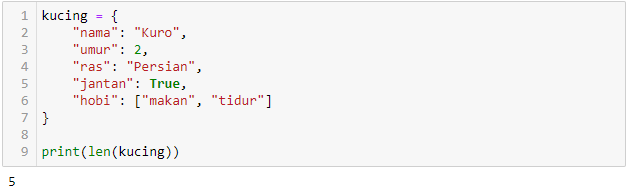 1 kucing = {
2     "nama": "Kuro",
3     "umur": 2,
4     "ras": "Persian",
5     "jantan": True,
6     "hobi": ["makan", "tidur"]
7 }
8
9 print(len(kucing))
5